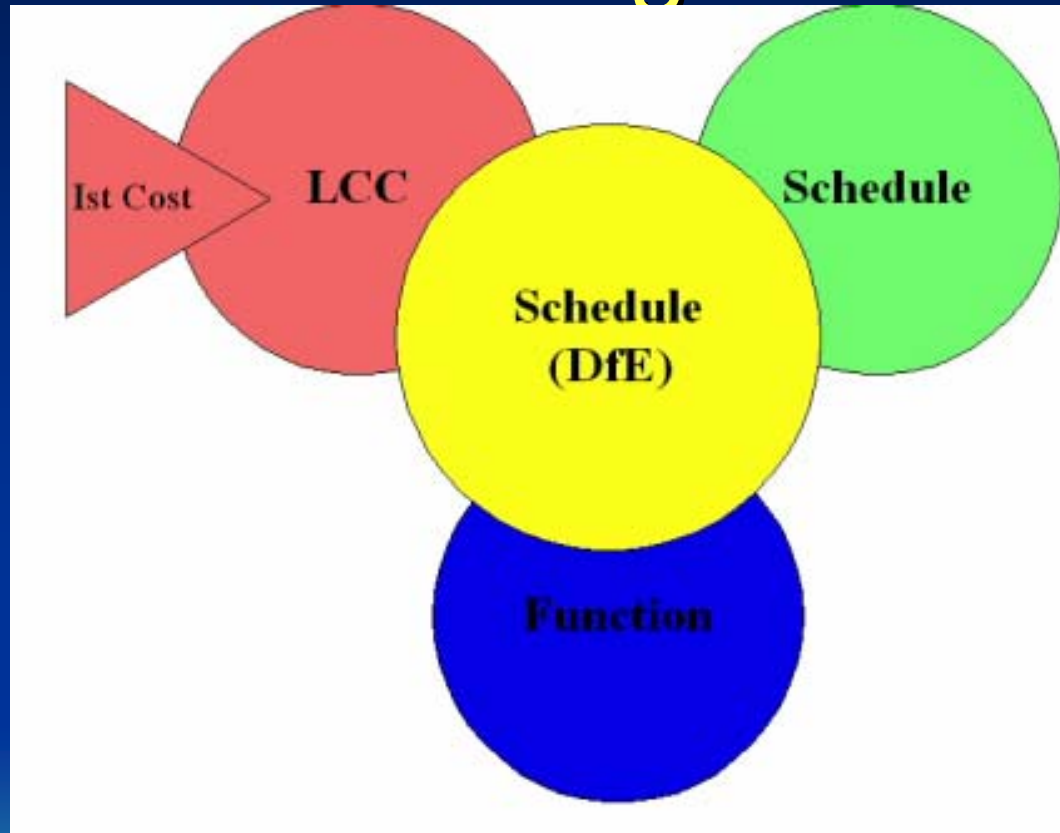 Ist Cost
LCC
Schedule
Schedule
(DfE)
Function